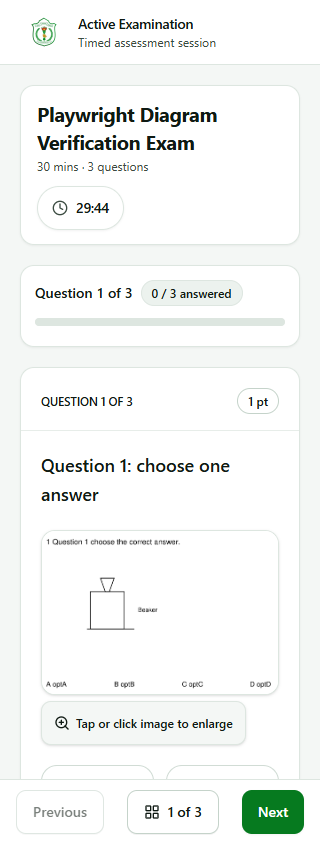 Active Examination
Timed assessment session
Playwright Diagram
Verification Exam
30 mins · 3 questions
29:44
Question 1 of 3
0 / 3 answered
QUESTION 1 OF 3
1 pt
Question 1: choose one
answer
1 Question 1 choose the correct answer.
Beaker
A optA B optB C optC D optD
Tap or click image to enlarge
Previous
1 of 3
Next